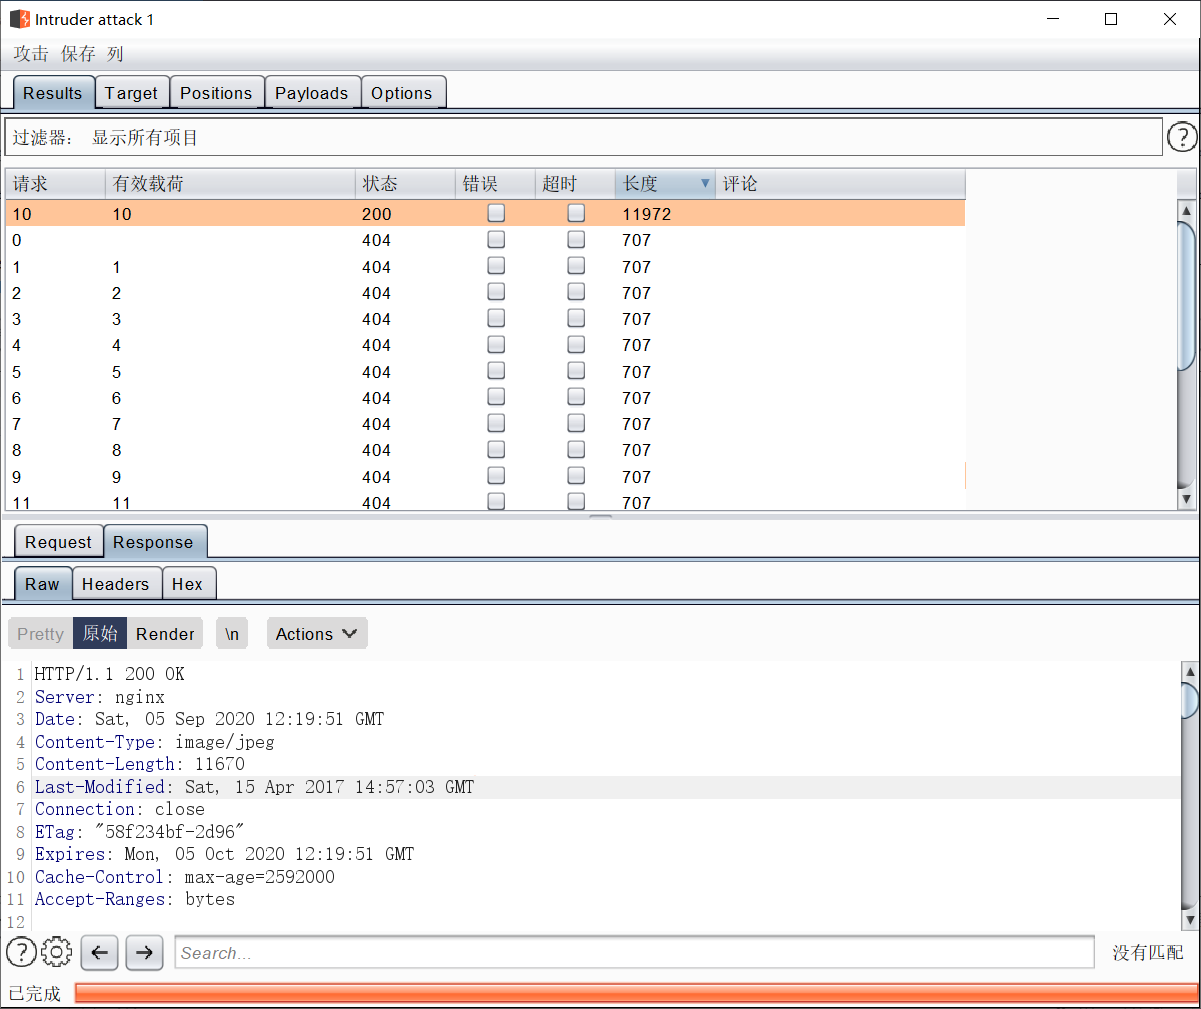 Intruder attack 1
攻击 保存 列
Results Target Positions Payloads Options
过滤器： 显示所有项目 ?
请求 有效载荷 状态 错误 超时 长度 评论
10 10 200 11972
0 404 707
1 1 404 707
2 2 404 707
3 3 404 707
4 4 404 707
5 5 404 707
6 6 404 707
7 7 404 707
8 8 404 707
9 9 404 707
11 11 404 707
Request Response
Raw Headers Hex
Pretty 原始 Render \n Actions
1 HTTP/1.1 200 OK
2 Server: nginx
3 Date: Sat, 05 Sep 2020 12:19:51 GMT
4 Content-Type: image/jpeg
5 Content-Length: 11670
6 Last-Modified: Sat, 15 Apr 2017 14:57:03 GMT
7 Connection: close
8 ETag: "58f234bf-2d96"
9 Expires: Mon, 05 Oct 2020 12:19:51 GMT
10 Cache-Control: max-age=2592000
11 Accept-Ranges: bytes
12
? Search... 没有匹配
已完成